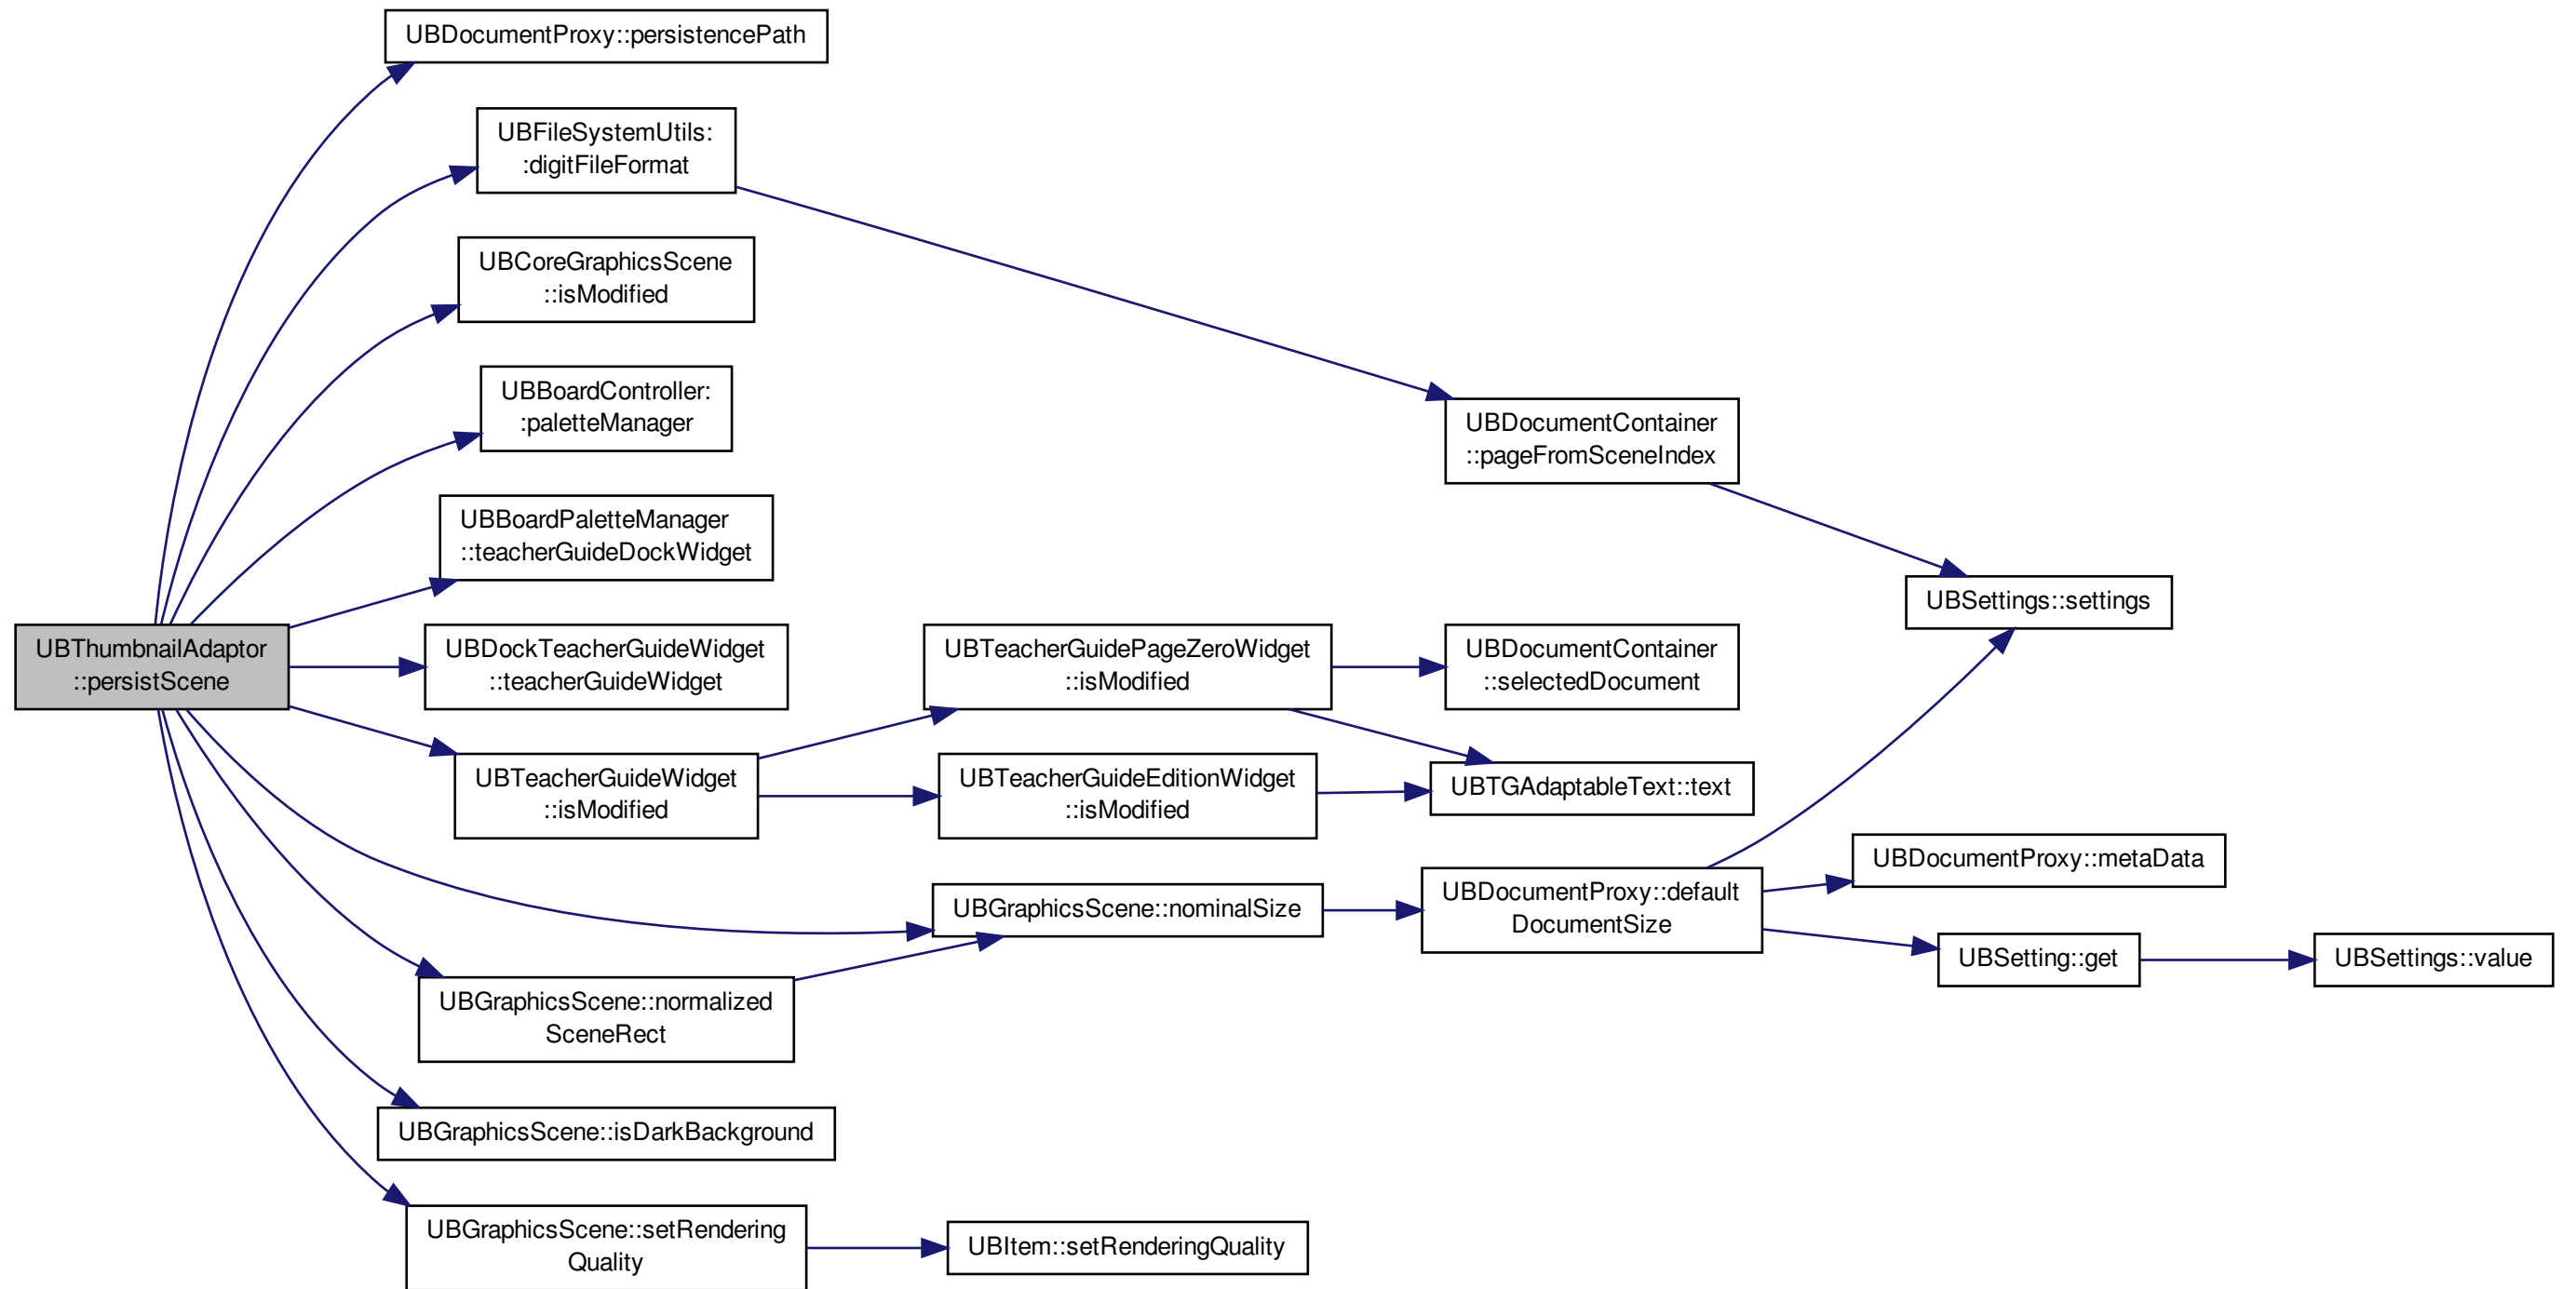 UBDocumentProxy::persistencePath
UBFileSystemUtils:
:digitFileFormat
UBCoreGraphicsScene
::isModified
UBBoardController:
:paletteManager
UBDocumentContainer
::pageFromSceneIndex
UBBoardPaletteManager
::teacherGuideDockWidget
UBSettings::settings
UBThumbnailAdaptor
::persistScene
UBDockTeacherGuideWidget
::teacherGuideWidget
UBTeacherGuidePageZeroWidget
::isModified
UBDocumentContainer
::selectedDocument
UBTeacherGuideWidget
::isModified
UBTeacherGuideEditionWidget
::isModified
UBTGAdaptableText::text
UBDocumentProxy::metaData
UBGraphicsScene::nominalSize
UBDocumentProxy::default
DocumentSize
UBSetting::get
UBSettings::value
UBGraphicsScene::normalized
SceneRect
UBGraphicsScene::isDarkBackground
UBGraphicsScene::setRendering
Quality
UBItem::setRenderingQuality